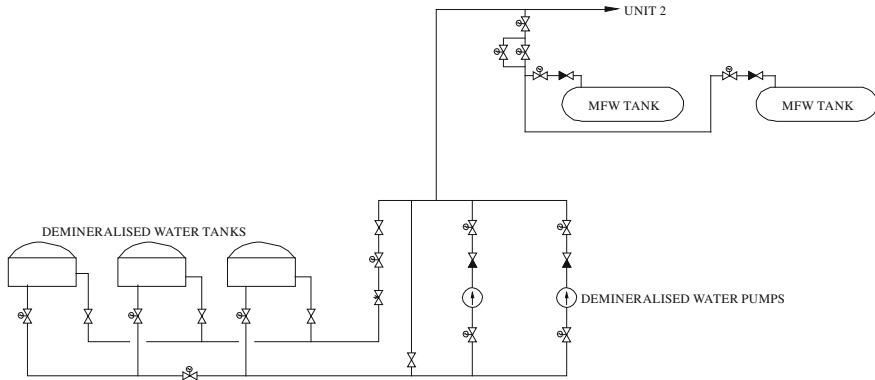 UNIT 2
MFW TANK
MFW TANK
DEMINERALISED WATER TANKS
DEMINERALISED WATER PUMPS